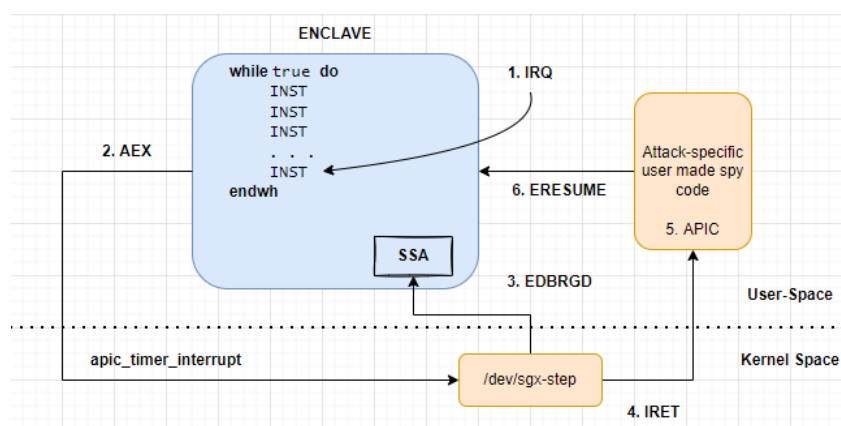 ENCLAVE
while true do
INST
INST
INST
. . .
INST
endwh
1. IRQ
2. AEX
Attack-specific
user made spy
code
5. APIC
6. ERESUME
SSA
3. EDBRGD
User-Space
apic_timer_interrupt
/dev/sgx-step
Kernel Space
4. IRET